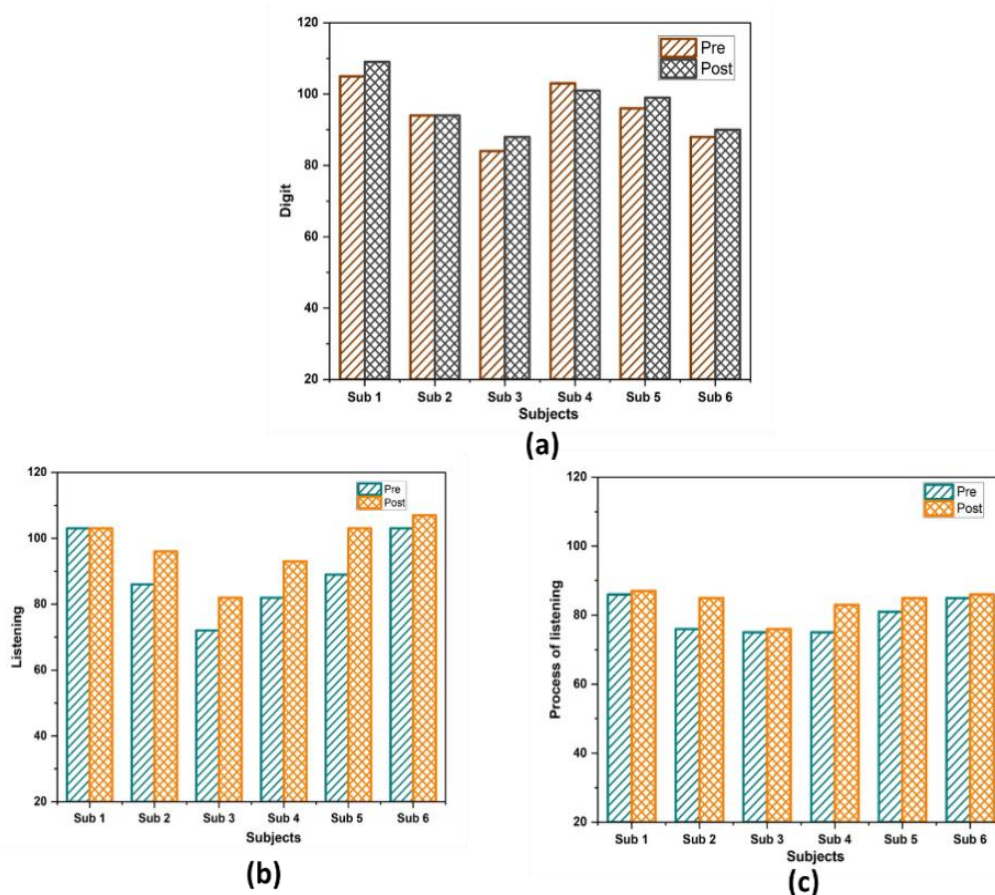 120
100
80
60
40
20
Digit
Pre
Post
Sub 1 Sub 2 Sub 3 Sub 4 Sub 5 Sub 6
Subjects
(a)
120
100
80
60
40
20
Listening
Pre
Post
Sub 1 Sub 2 Sub 3 Sub 4 Sub 5 Sub 6
Subjects
(b)
120
100
80
60
40
20
Process of listening
Pre
Post
Sub 1 Sub 2 Sub 3 Sub 4 Sub 5 Sub 6
Subjects
(c)